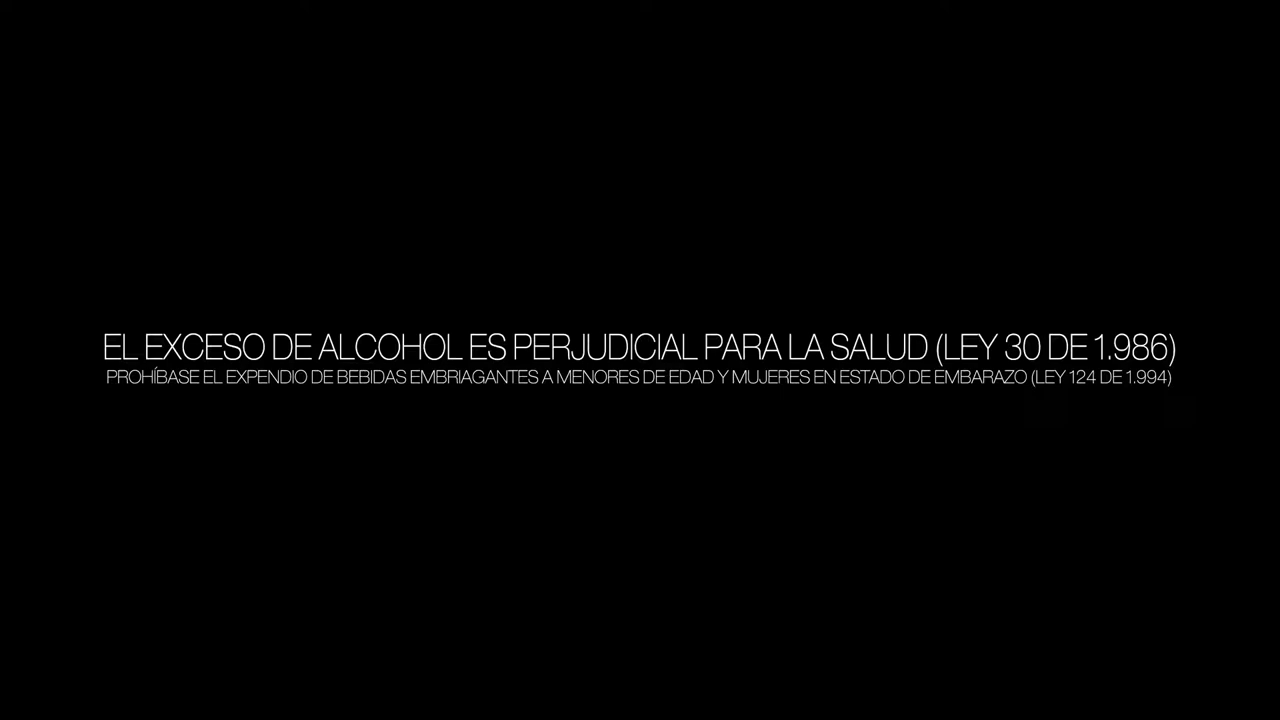 EL EXCESO DE ALCOHOL ES PERJUDICIAL PARA LA SALUD (LEY 30 DE 1.986)
PROHÍBASE EL EXPENDIO DE BEBIDAS EMBRIAGANTES A MENORES DE EDAD Y MUJERES EN ESTADO DE EMBARAZO (LEY 124 DE 1.994)